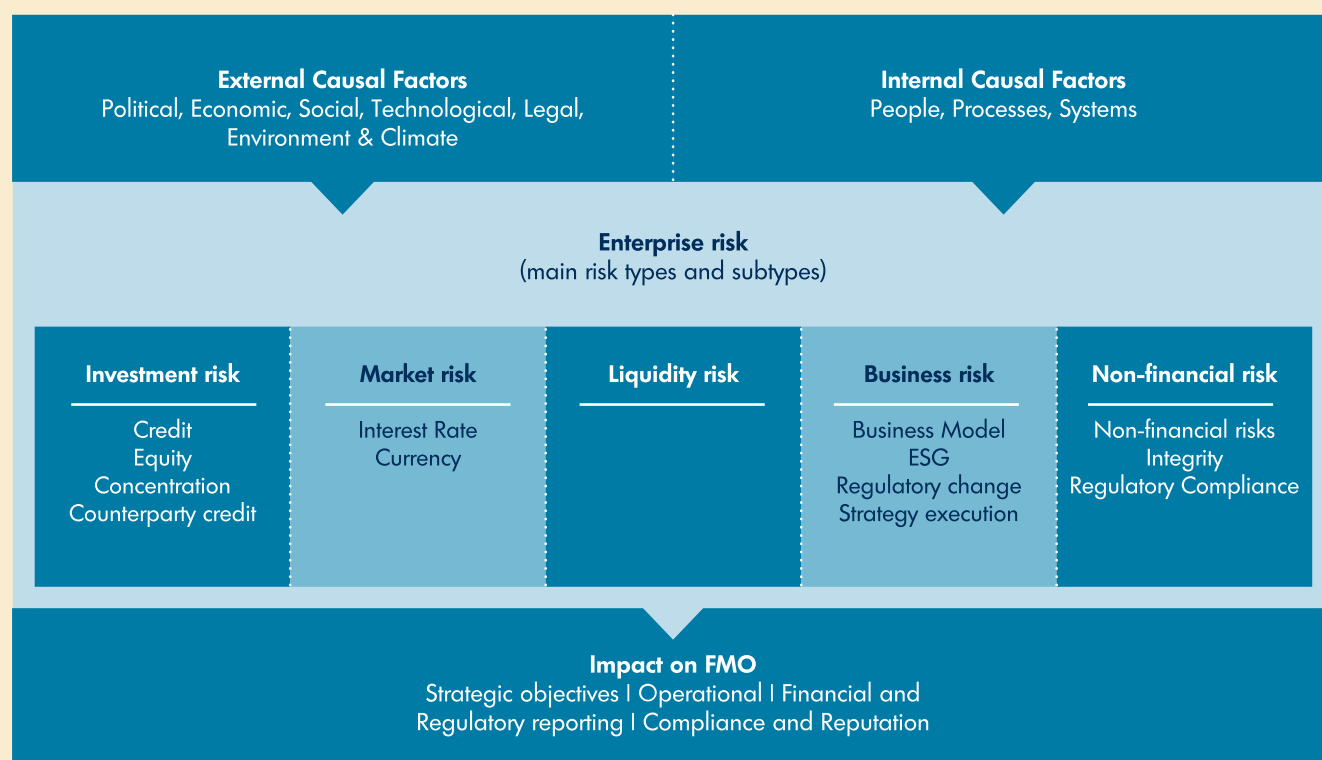 External Causal Factors
Political, Economic, Social, Technological, Legal,
Environment & Climate
Internal Causal Factors
People, Processes, Systems
Enterprise risk
(main risk types and subtypes)
Investment risk
Credit
Equity
Concentration
Counterparty credit
Market risk
Interest Rate
Currency
Liquidity risk
Business risk
Business Model
ESG
Regulatory change
Strategy execution
Non-financial risk
Non-financial risks
Integrity
Regulatory Compliance
Impact on FMO
Strategic objectives | Operational | Financial and
Regulatory reporting | Compliance and Reputation